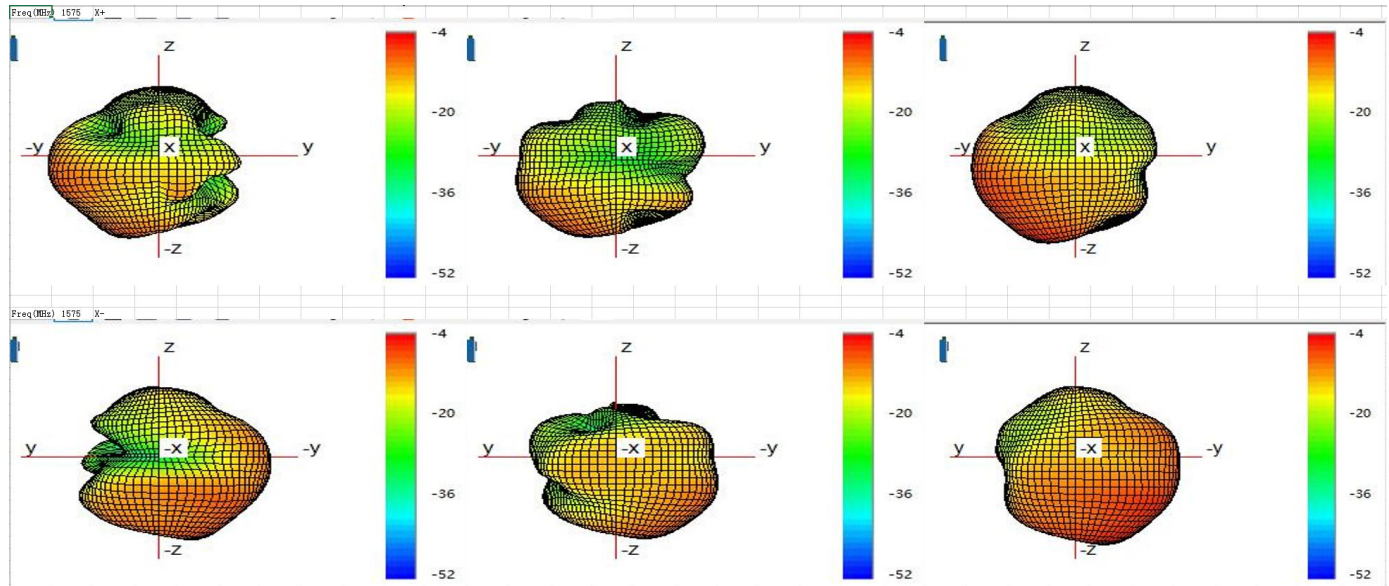 Freq(MHz) 1575 X+
z z z
-4 -4 -4
-20 -20 -20
-y x y -y x y -y x y
-36 -36 -36
-z -z -z
-52 -52 -52
Freq(MHz) 1575 X-
z z z
-4 -4 -4
-20 -20 -20
y -x -y y -x -y y -x -y
-36 -36 -36
-z -z -z
-52 -52 -52